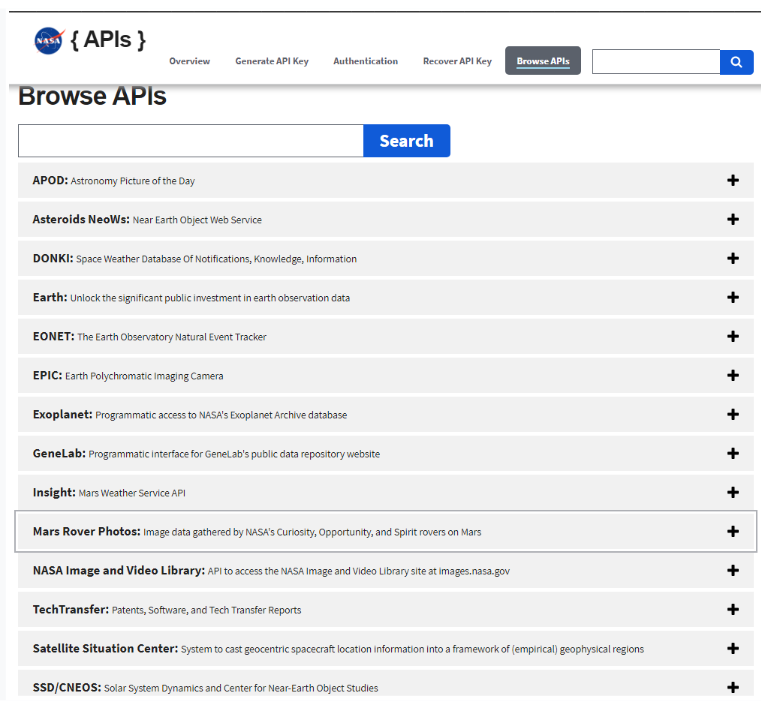 NASA { APIs }
Overview Generate API Key Authentication Recover API Key Browse APIs
Browse APIs
Search
APOD: Astronomy Picture of the Day
Asteroids NeoWs: Near Earth Object Web Service
DONKI: Space Weather Database Of Notifications, Knowledge, Information
Earth: Unlock the significant public investment in earth observation data
EONET: The Earth Observatory Natural Event Tracker
EPIC: Earth Polychromatic Imaging Camera
Exoplanet: Programmatic access to NASA's Exoplanet Archive database
GeneLab: Programmatic interface for GeneLab's public data repository website
Insight: Mars Weather Service API
Mars Rover Photos: Image data gathered by NASA's Curiosity, Opportunity, and Spirit rovers on Mars
NASA Image and Video Library: API to access the NASA Image and Video Library site at images.nasa.gov
TechTransfer: Patents, Software, and Tech Transfer Reports
Satellite Situation Center: System to cast geocentric spacecraft location information into a framework of (empirical) geophysical regions
SSD/CNEOS: Solar System Dynamics and Center for Near-Earth Object Studies